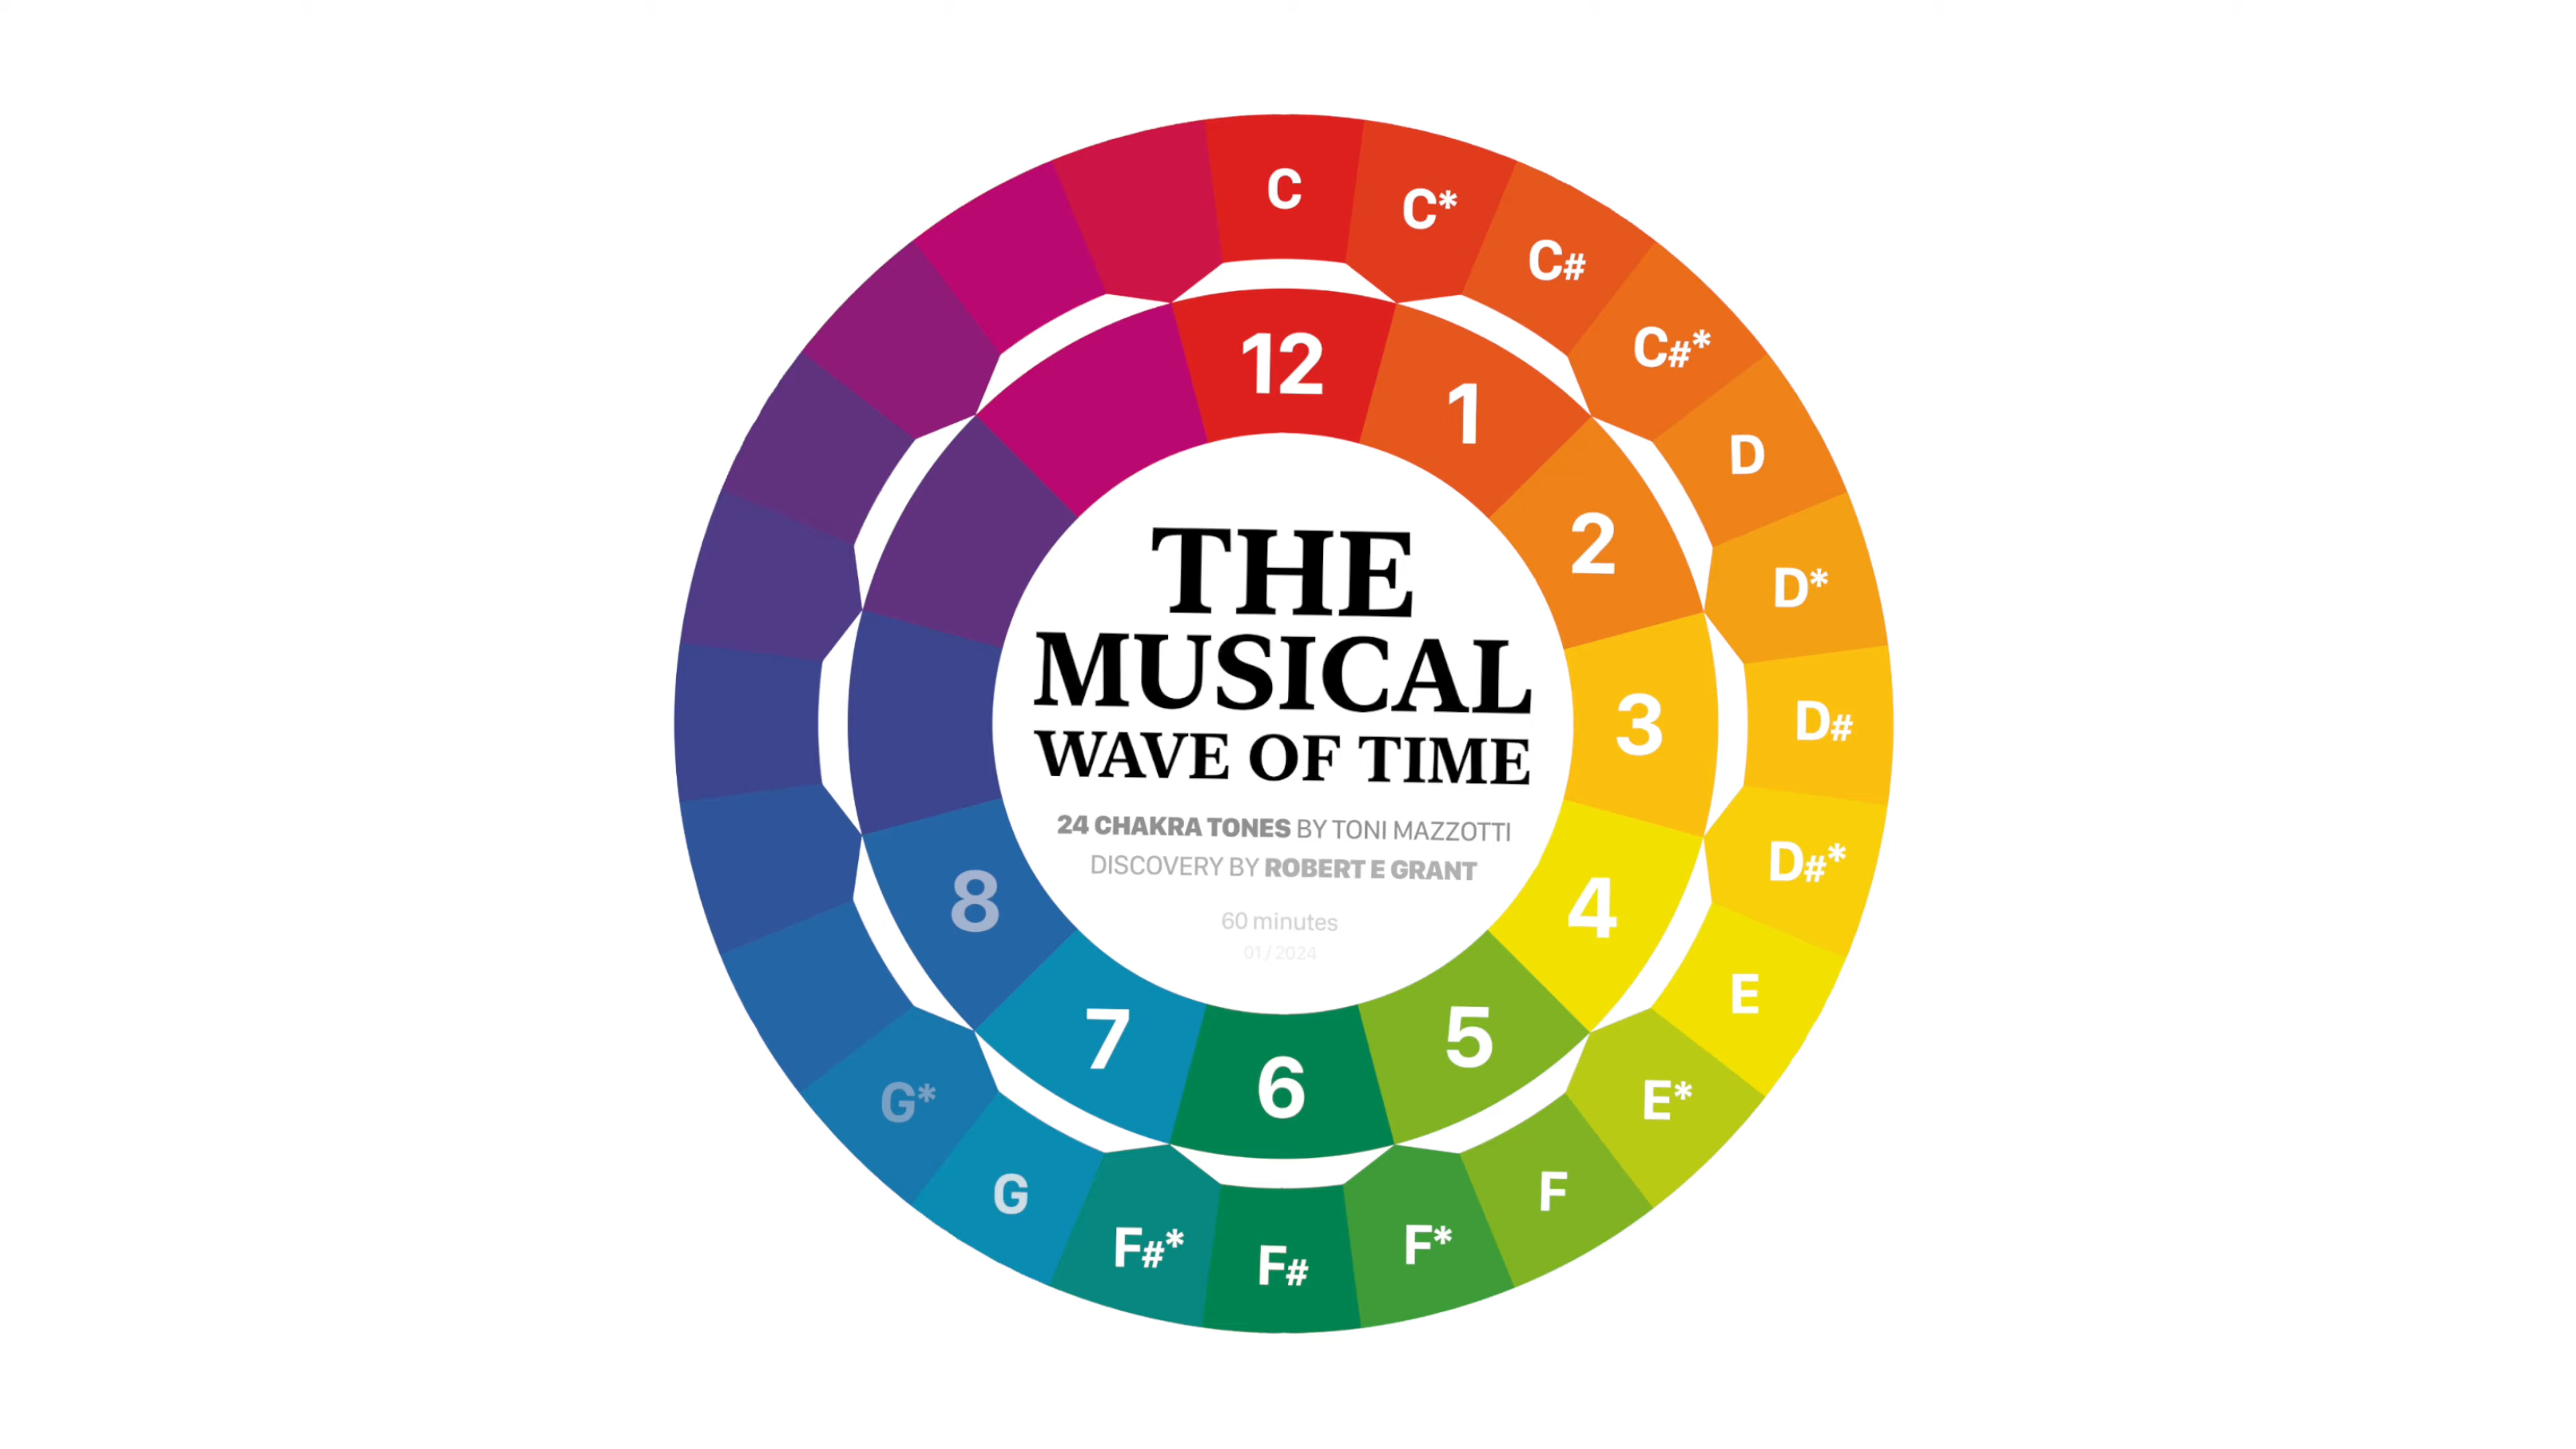 C
C*
C#
C#*
D
D*
D#
D#*
E
E*
F
F*
F#
F#*
G
G*
12
1
2
3
4
5
6
7
8
THE
MUSICAL
WAVE OF TIME
24 CHAKRA TONES BY TONI MAZZOTTI
DISCOVERY BY ROBERT E GRANT
60 minutes
01/2024